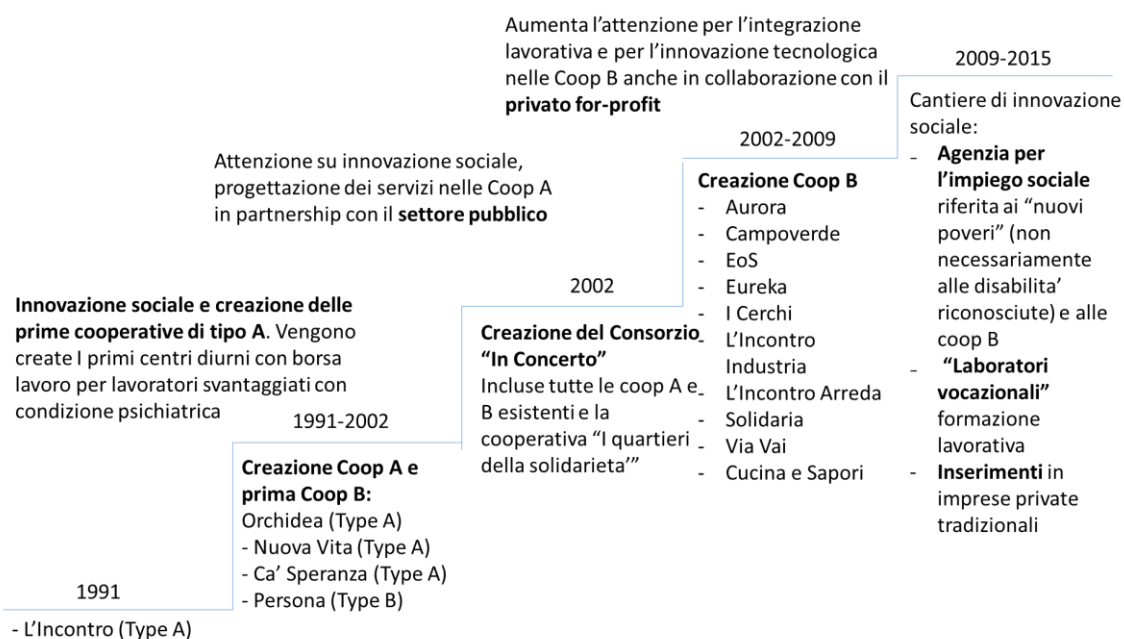 Aumenta l'attenzione per l'integrazione
lavorativa e per l'innovazione tecnologica
nelle Coop B anche in collaborazione con il
privato for-profit
2009-2015
Cantiere di innovazione
sociale:
- Agenzia per
l'impiego sociale
riferita ai "nuovi
poveri" (non
necessariamente
alle disabilita'
riconosciute) e alle
coop B
- "Laboratori
vocazionali"
formazione
lavorativa
- Inserimenti in
imprese private
tradizionali
Attenzione su innovazione sociale,
progettazione dei servizi nelle Coop A
in partnership con il settore pubblico
2002-2009
Creazione Coop B
- Aurora
- Campoverde
- EoS
- Eureka
- I Cerchi
- L'Incontro
Industria
- L'Incontro Arreda
- Solidaria
- Via Vai
- Cucina e Sapori
2002
Creazione del Consorzio
"In Concerto"
Incluse tutte le coop A e
B esistenti e la
cooperativa "I quartieri
della solidarieta'"
Innovazione sociale e creazione delle
prime cooperative di tipo A. Vengono
create I primi centri diurni con borsa
lavoro per lavoratori svantaggiati con
condizione psichiatrica
1991-2002
Creazione Coop A e
prima Coop B:
Orchidea (Type A)
- Nuova Vita (Type A)
- Ca' Speranza (Type A)
- Persona (Type B)
1991
- L'Incontro (Type A)